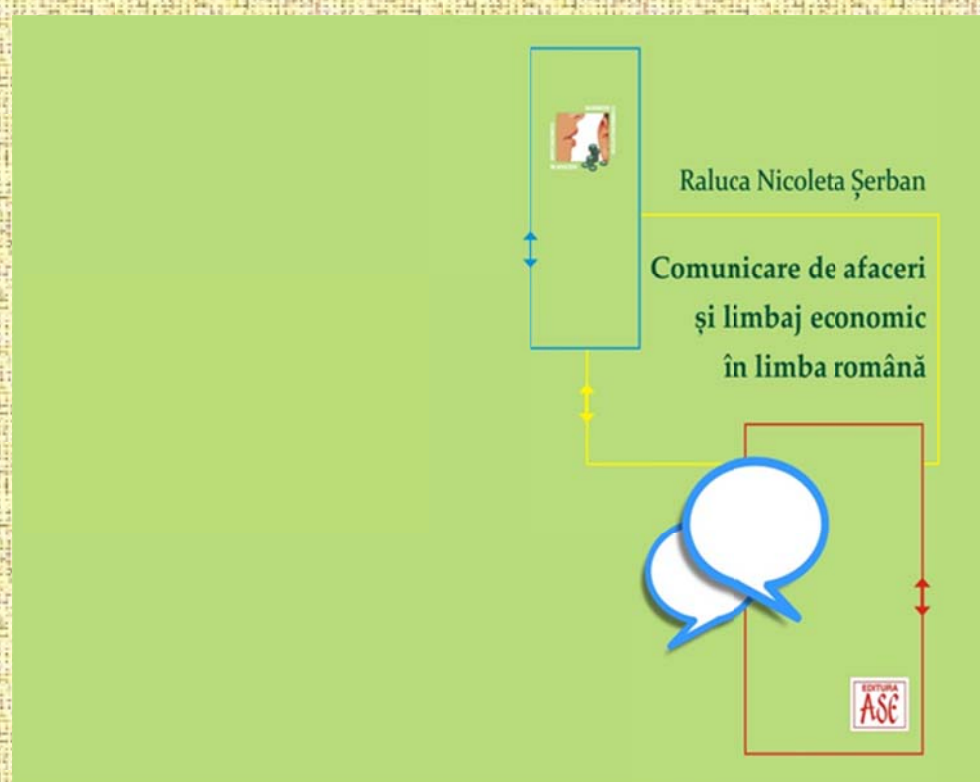 Raluca Nicoleta Șerban
Comunicare de afaceri
și limbaj economic
în limba română
EDITURA
ASE